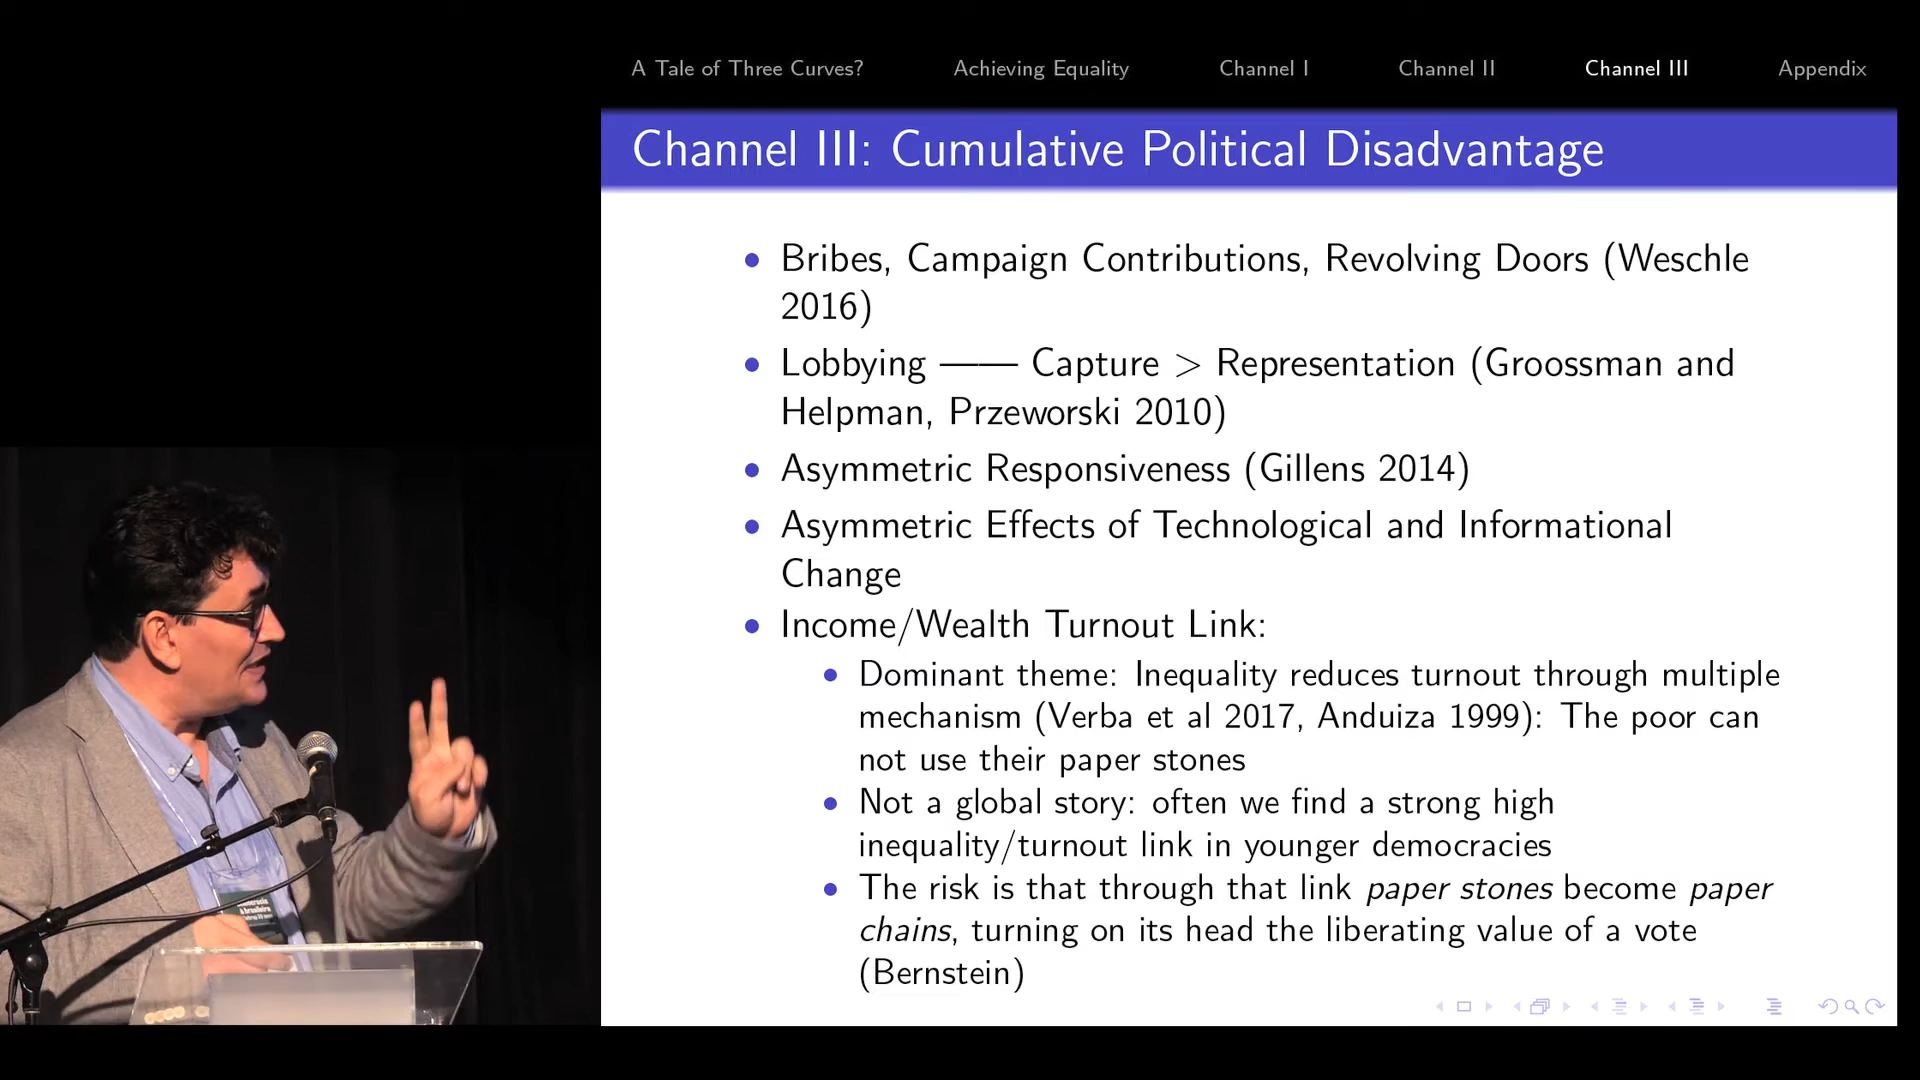 A Tale of Three Curves? Achieving Equality Channel I Channel II Channel III Appendix
Channel III: Cumulative Political Disadvantage
• Bribes, Campaign Contributions, Revolving Doors (Weschle
2016)
• Lobbying —— Capture > Representation (Groossman and
Helpman, Przeworski 2010)
• Asymmetric Responsiveness (Gillens 2014)
• Asymmetric Effects of Technological and Informational
Change
• Income/Wealth Turnout Link:
• Dominant theme: Inequality reduces turnout through multiple
mechanism (Verba et al 2017, Anduiza 1999): The poor can
not use their paper stones
• Not a global story: often we find a strong high
inequality/turnout link in younger democracies
• The risk is that through that link paper stones become paper
chains, turning on its head the liberating value of a vote
(Bernstein)
à brasileira